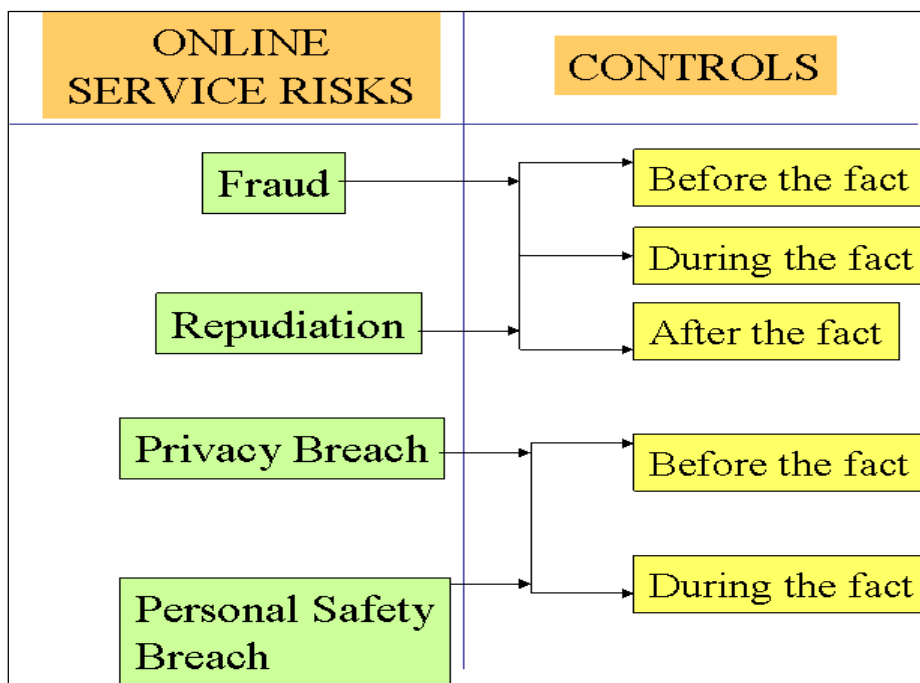 ONLINE
SERVICE RISKS
CONTROLS
Fraud
Repudiation
Before the fact
During the fact
After the fact
Privacy Breach
Personal Safety
Breach
Before the fact
During the fact